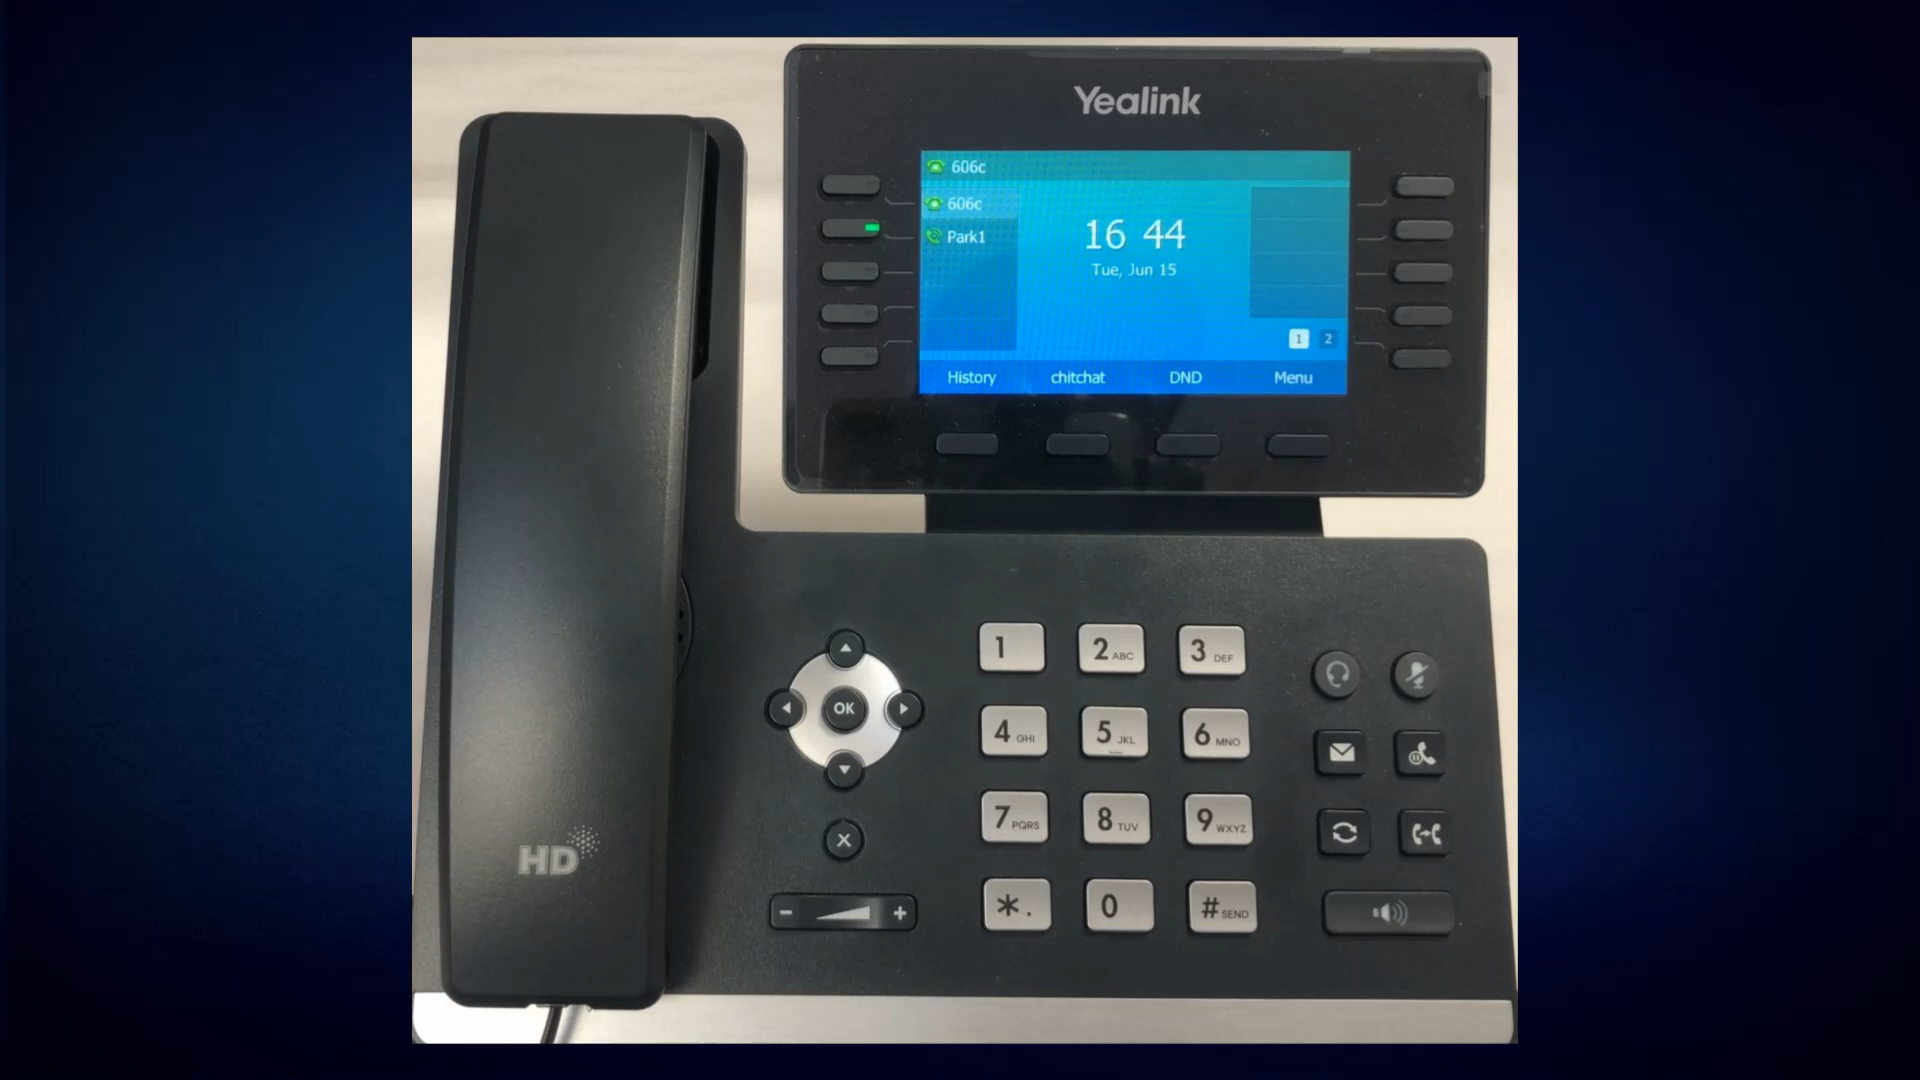 Yealink
606c
606c
Park1
16 44
Tue, Jun 15
1 2
History chitchat DND Menu
OK
X
- +
HD
1 2 ABC 3 DEF
4 GHI 5 JKL 6 MNO
7 PQRS 8 TUV 9 WXYZ
*. 0 # SEND